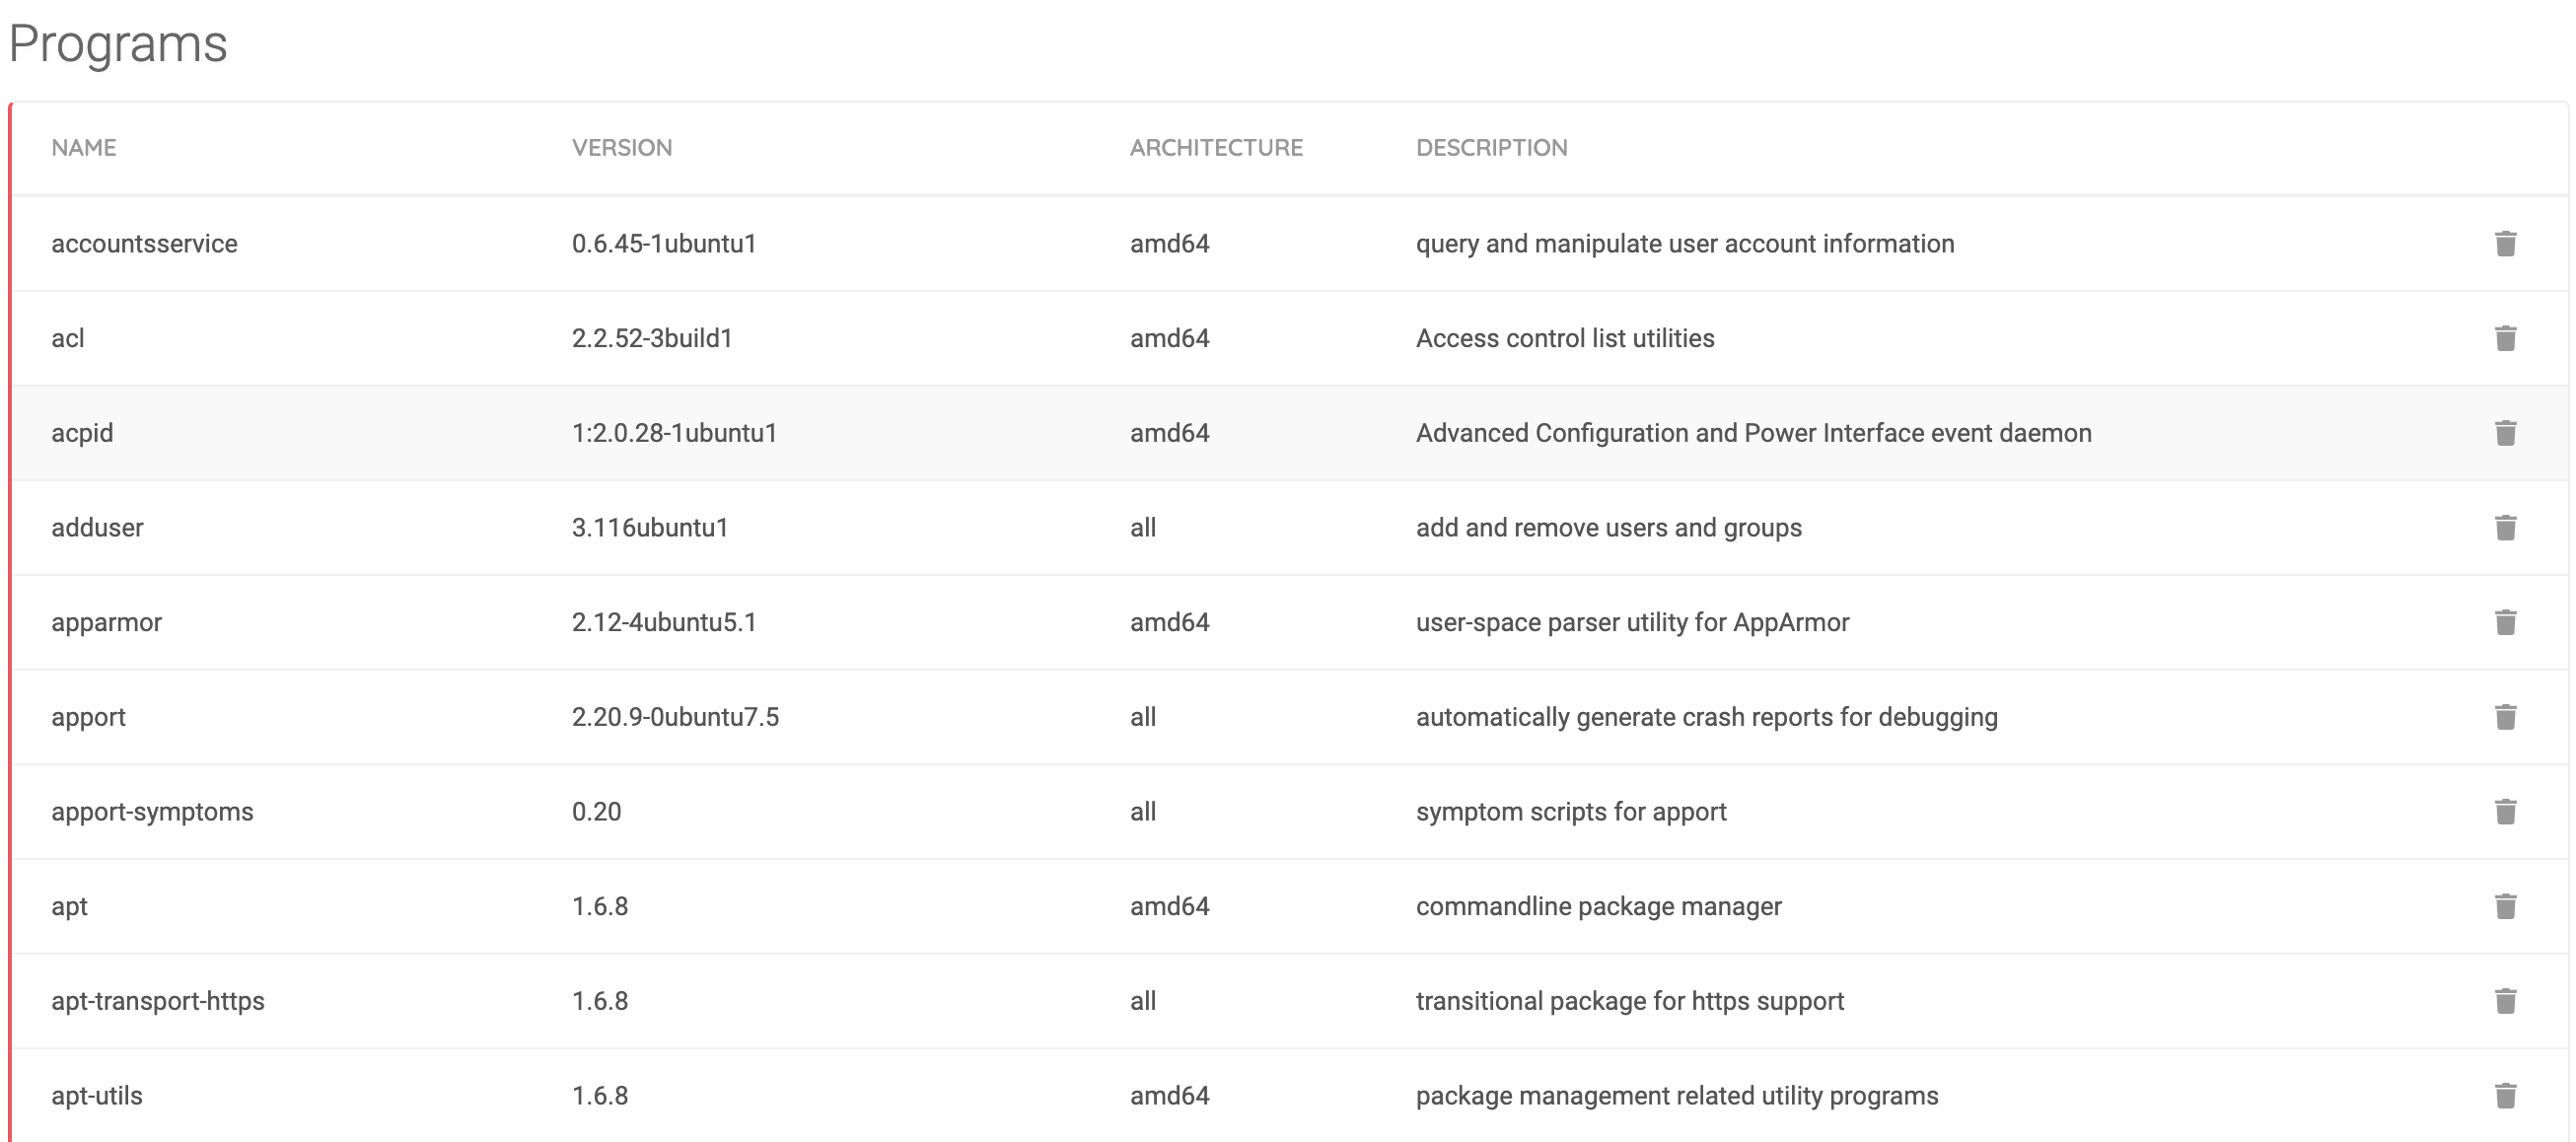 Programs
NAME VERSION ARCHITECTURE DESCRIPTION
accountsservice 0.6.45-1ubuntu1 amd64 query and manipulate user account information
acl 2.2.52-3build1 amd64 Access control list utilities
acpid 1:2.0.28-1ubuntu1 amd64 Advanced Configuration and Power Interface event daemon
adduser 3.116ubuntu1 all add and remove users and groups
apparmor 2.12-4ubuntu5.1 amd64 user-space parser utility for AppArmor
apport 2.20.9-0ubuntu7.5 all automatically generate crash reports for debugging
apport-symptoms 0.20 all symptom scripts for apport
apt 1.6.8 amd64 commandline package manager
apt-transport-https 1.6.8 all transitional package for https support
apt-utils 1.6.8 amd64 package management related utility programs